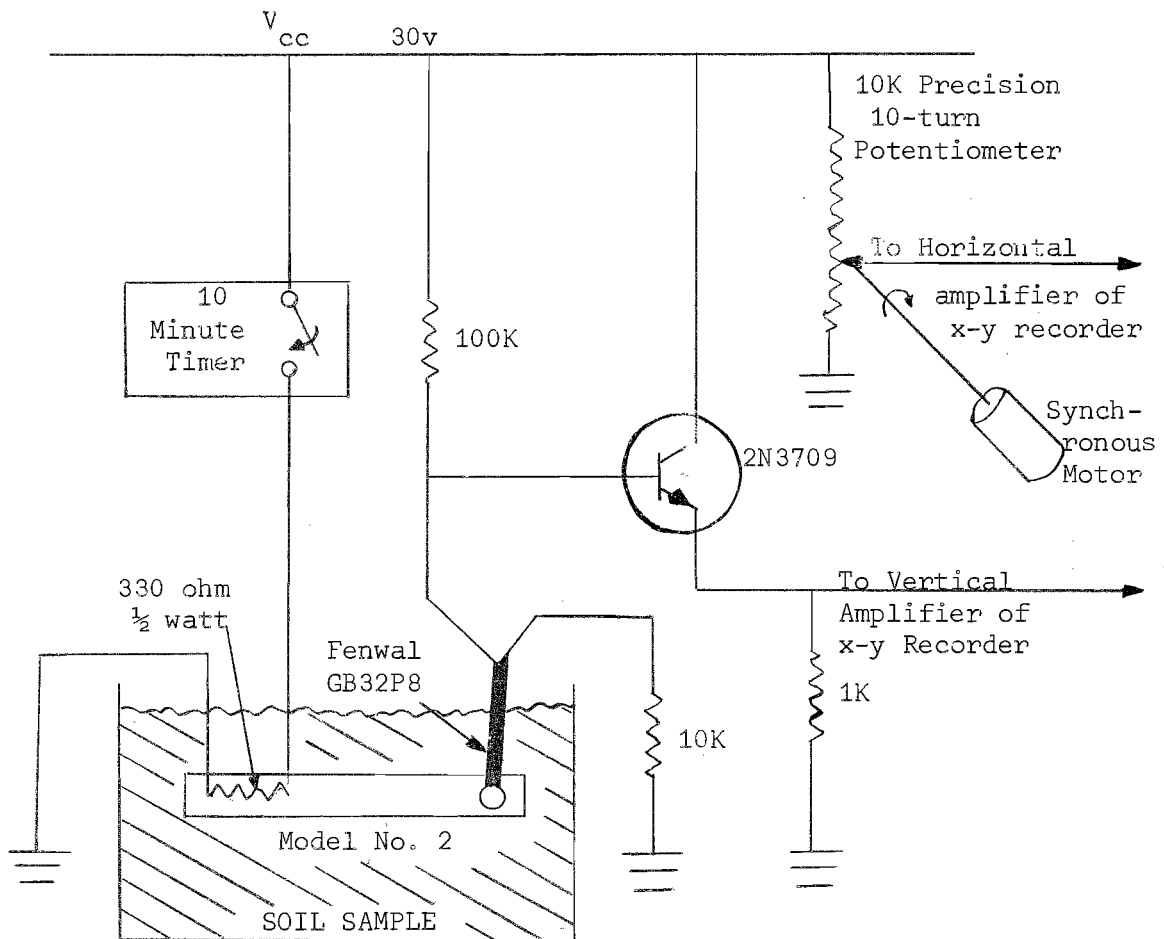 Vcc 30v
10K Precision
10-turn
Potentiometer
To Horizontal
amplifier of
x-y recorder
10
Minute
Timer
100K
Synch-
ronous
Motor
2N3709
330 ohm
½ watt
Fenwal
GB32P8
To Vertical
Amplifier of
x-y Recorder
1K
10K
Model No. 2
SOIL SAMPLE